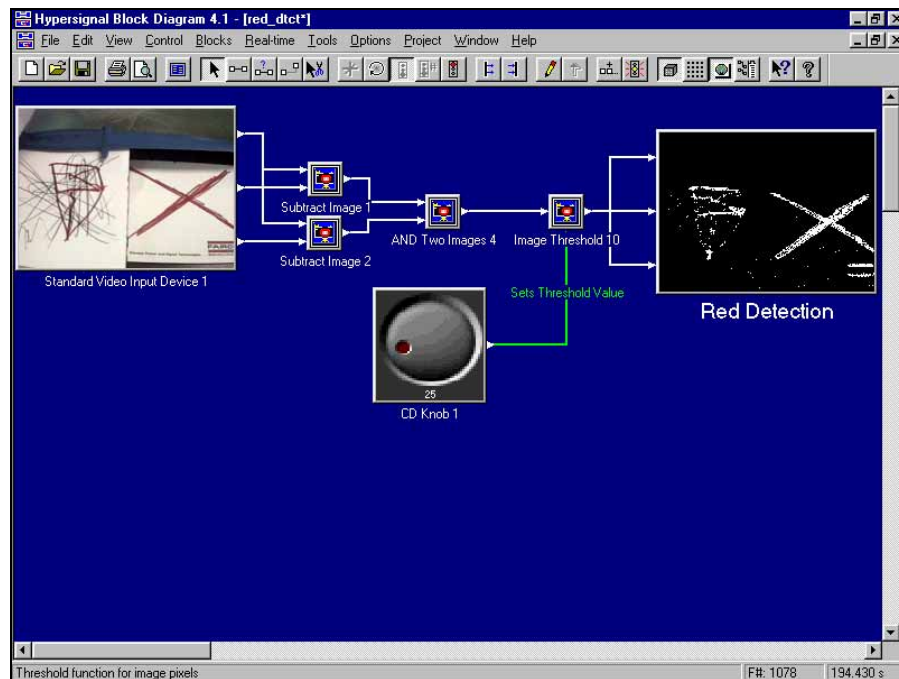 Hypersignal Block Diagram 4.1 - [red_dtct*]
File Edit View Control Blocks Real-time Tools Options Project Window Help
Standard Video Input Device 1
Subtract Image 1
Subtract Image 2
AND Two Images 4
Image Threshold 10
Sets Threshold Value
Red Detection
25
CD Knob 1
Threshold function for image pixels
F#: 1078
194.430 s